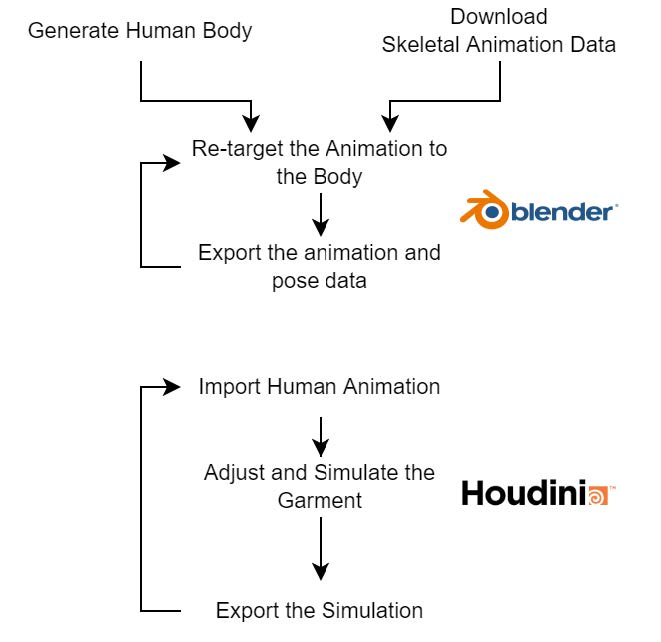 Generate Human Body
Download
Skeletal Animation Data
Re-target the Animation to
the Body
blender
Export the animation and
pose data
Import Human Animation
Adjust and Simulate the
Garment
Houdini™
Export the Simulation